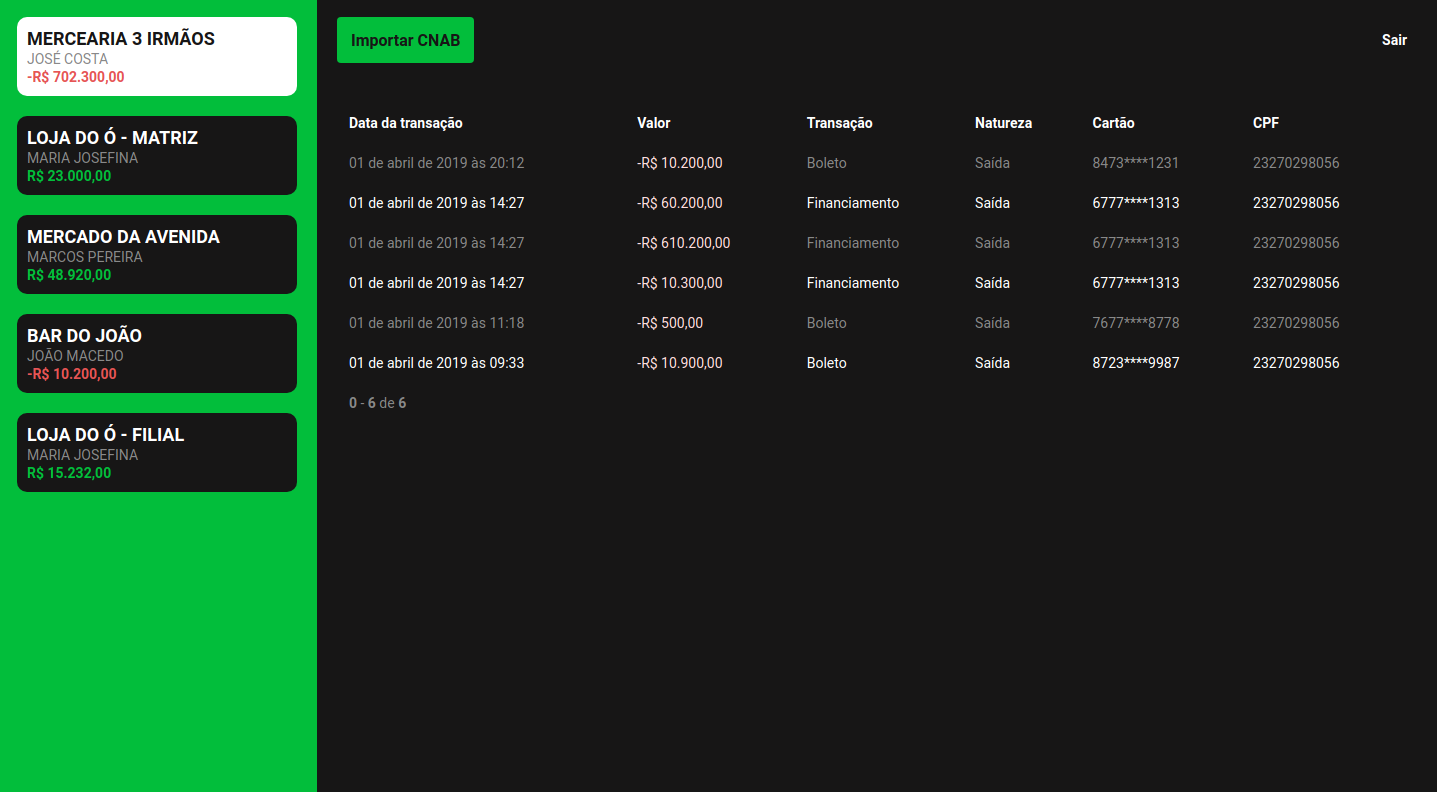 MERCEARIA 3 IRMÃOS
JOSÉ COSTA
-R$ 702.300,00
LOJA DO Ó - MATRIZ
MARIA JOSEFINA
R$ 23.000,00
MERCADO DA AVENIDA
MARCOS PEREIRA
R$ 48.920,00
BAR DO JOÃO
JOÃO MACEDO
-R$ 10.200,00
LOJA DO Ó - FILIAL
MARIA JOSEFINA
R$ 15.232,00
Importar CNAB
Sair
Data da transação Valor Transação Natureza Cartão CPF
01 de abril de 2019 às 20:12 -R$ 10.200,00 Boleto Saída 8473****1231 23270298056
01 de abril de 2019 às 14:27 -R$ 60.200,00 Financiamento Saída 6777****1313 23270298056
01 de abril de 2019 às 14:27 -R$ 610.200,00 Financiamento Saída 6777****1313 23270298056
01 de abril de 2019 às 14:27 -R$ 10.300,00 Financiamento Saída 6777****1313 23270298056
01 de abril de 2019 às 11:18 -R$ 500,00 Boleto Saída 7677****8778 23270298056
01 de abril de 2019 às 09:33 -R$ 10.900,00 Boleto Saída 8723****9987 23270298056
0 - 6 de 6